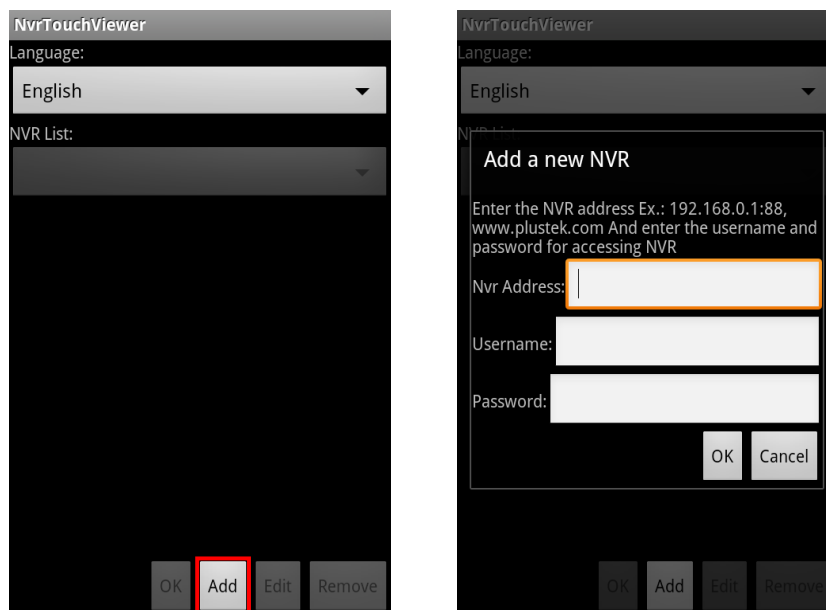 NvrTouchViewer
Language:
English
NVR List:
OK Add Edit Remove
NvrTouchViewer
Language:
English
Add a new NVR
Enter the NVR address Ex.: 192.168.0.1:88,
www.plustek.com And enter the username and
password for accessing NVR
Nvr Address:
Username:
Password:
OK Cancel
OK Add Edit Remove